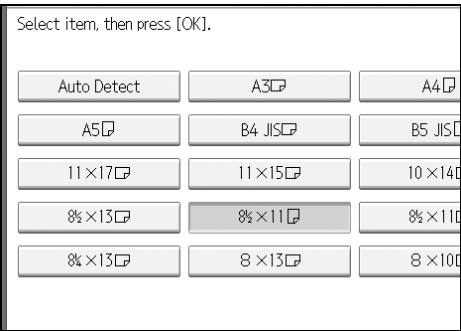 Select item, then press [OK].
Auto Detect A3 A4
A5 B4 JIS B5 JIS
11×17 11×15 10×14
8½×13 8½×11 8½×11
8¼×13 8×13 8×10